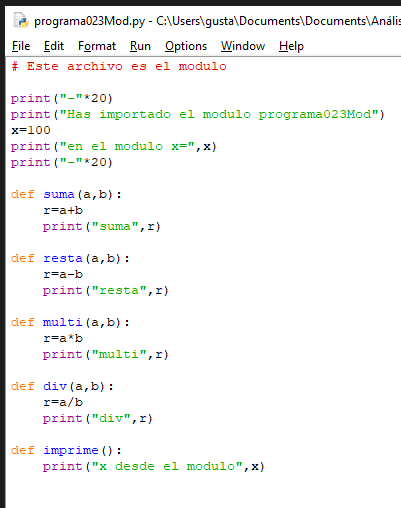 programa023Mod.py - C:\Users\gusta\Documents\Documents\Anális
File Edit Format Run Options Window Help
# Este archivo es el modulo
print("-"*20)
print("Has importado el modulo programa023Mod")
x=100
print("en el modulo x=",x)
print("-"*20)
def suma(a,b):
    r=a+b
    print("suma",r)
def resta(a,b):
    r=a-b
    print("resta",r)
def multi(a,b):
    r=a*b
    print("multi",r)
def div(a,b):
    r=a/b
    print("div",r)
def imprime():
    print("x desde el modulo",x)